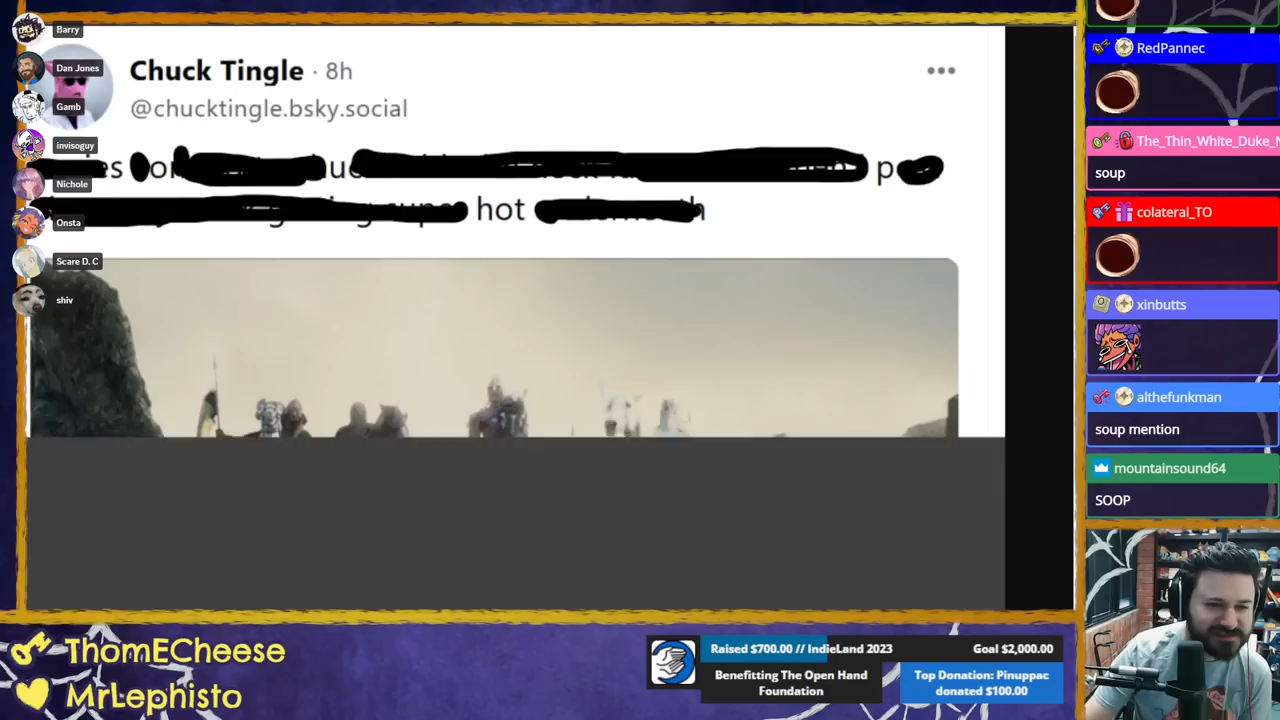 Barry
Dan Jones
Gamb
invisoguy
Nichole
Onsta
Scare D. C
shiv
Chuck Tingle · 8h
@chucktingle.bsky.social
hot
RedPannec
The_Thin_White_Duke_
soup
colateral_TO
xinbutts
althefunkman
soup mention
mountainsound64
SOOP
ThomECheese
MrLephisto
Raised $700.00 // IndieLand 2023 Goal $2,000.00
Benefitting The Open Hand
Foundation
Top Donation: Pinuppac
donated $100.00